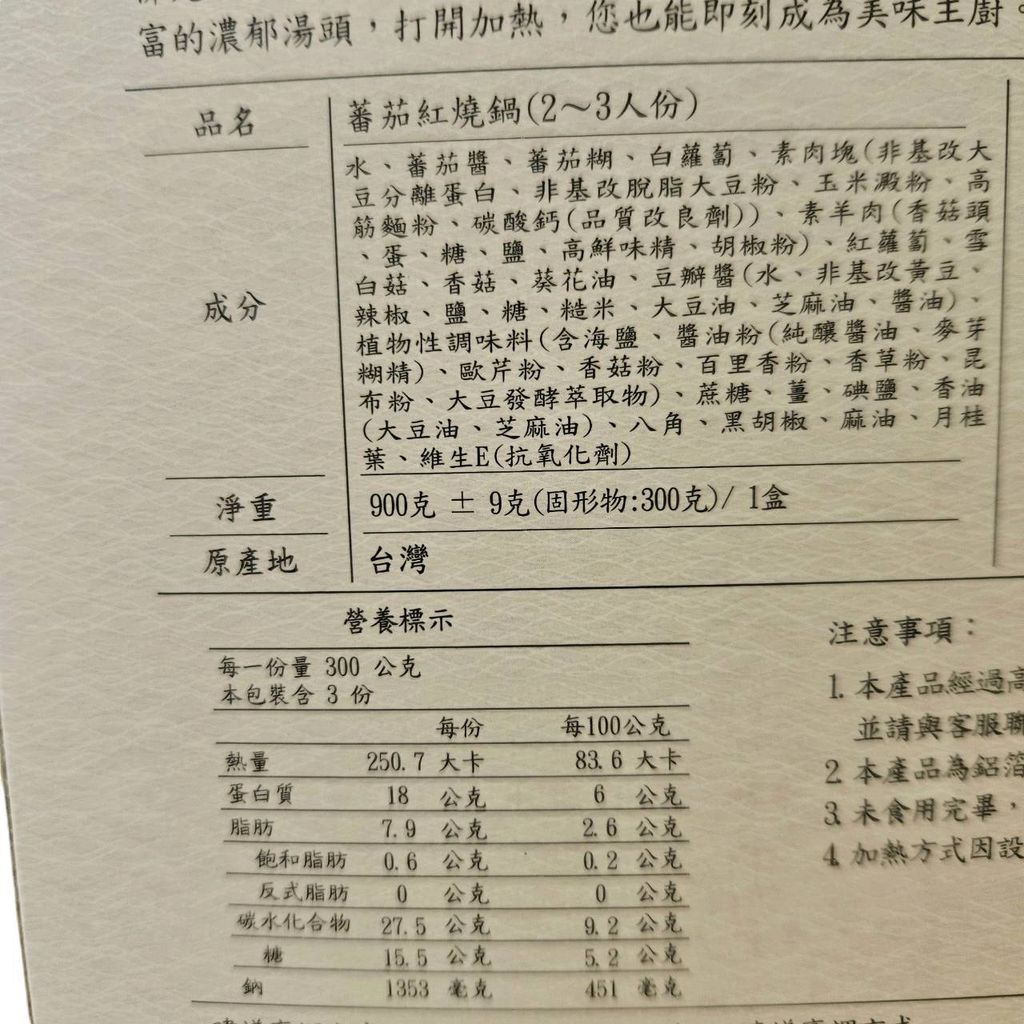 富的濃郁湯頭，打開加熱，您也能即刻成為美味主廚。
品名 蕃茄紅燒鍋(2～3人份)
成分
水、蕃茄醬、蕃茄糊、白蘿蔔、素肉塊(非基改大
豆分離蛋白、非基改脫脂大豆粉、玉米澱粉、高
筋麵粉、碳酸鈣(品質改良劑))、素羊肉(香菇頭
、蛋、糖、鹽、高鮮味精、胡椒粉)、紅蘿蔔、雪
白菇、香菇、葵花油、豆瓣醬(水、非基改黃豆、
辣椒、鹽、糖、糙米、大豆油、芝麻油、醬油)、
植物性調味料(含海鹽、醬油粉(純釀醬油、麥芽
糊精)、歐芹粉、香菇粉、百里香粉、香草粉、昆
布粉、大豆發酵萃取物)、蔗糖、薑、碘鹽、香油
(大豆油、芝麻油)、八角、黑胡椒、麻油、月桂
葉、維生E(抗氧化劑)
淨重 900克 ± 9克(固形物:300克)/ 1盒
原產地 台灣
營養標示
每一份量 300 公克
本包裝含 3 份
每份 每100公克
熱量 250.7 大卡 83.6 大卡
蛋白質 18 公克 6 公克
脂肪 7.9 公克 2.6 公克
飽和脂肪 0.6 公克 0.2 公克
反式脂肪 0 公克 0 公克
碳水化合物 27.5 公克 9.2 公克
糖 15.5 公克 5.2 公克
鈉 1353 毫克 451 毫克
注意事項：
1. 本產品經過高
並請與客服聯
2. 本產品為鋁箔
3. 未食用完畢，
4. 加熱方式因設